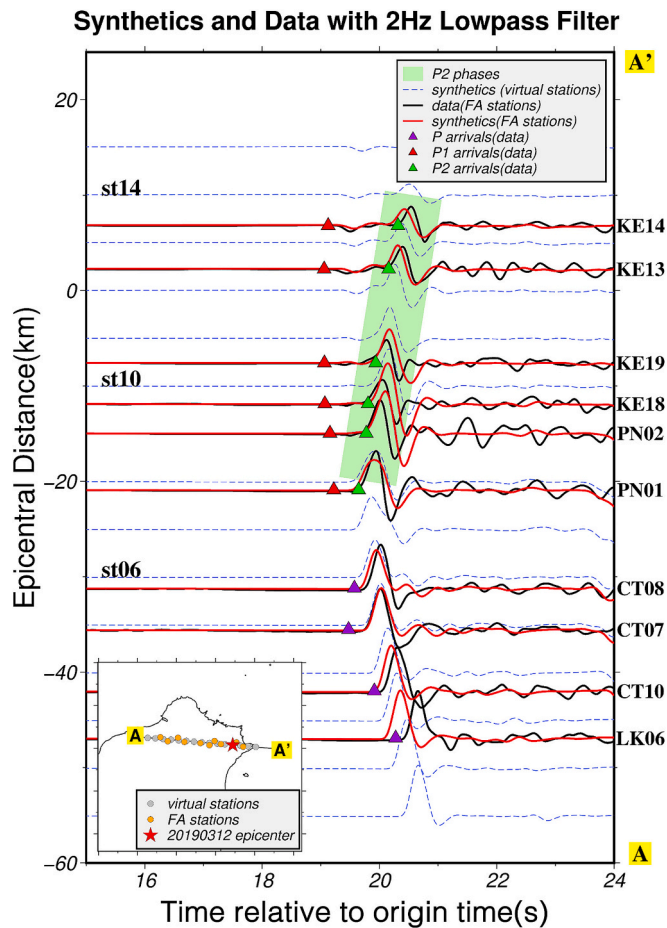 Synthetics and Data with 2Hz Lowpass Filter
A'
P2 phases
synthetics (virtual stations)
data(FA stations)
synthetics(FA stations)
P arrivals(data)
P1 arrivals(data)
P2 arrivals(data)
20
st14
KE14
KE13
0
KE19
st10
KE18
PN02
−20
PN01
st06
CT08
CT07
−40
CT10
LK06
A
A'
virtual stations
FA stations
20190312 epicenter
−60
A
16
18
20
22
24
Epicentral Distance(km)
Time relative to origin time(s)